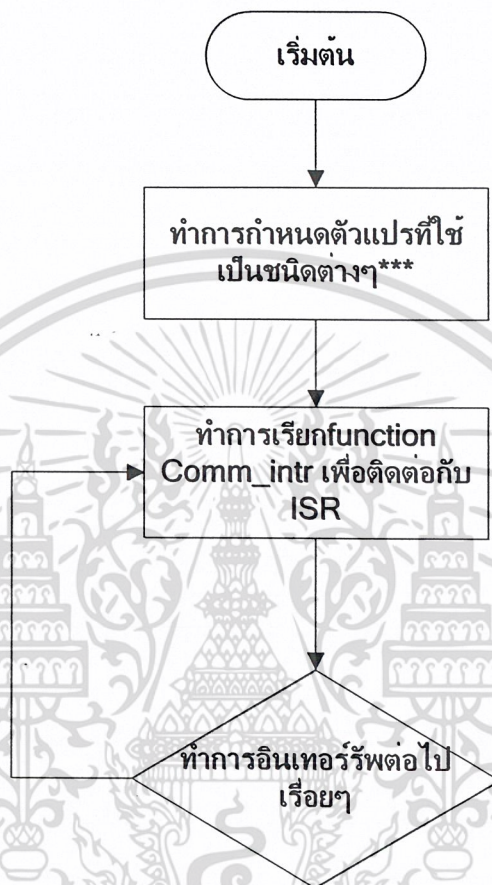 เริ่มต้น
ทำการกำหนดตัวแปรที่ใช้
เป็นชนิดต่างๆ***
ทำการเรียกfunction
Comm_intr เพื่อติดต่อกับ
ISR
ทำการอินเทอร์รัพต่อไป
เรื่อยๆ